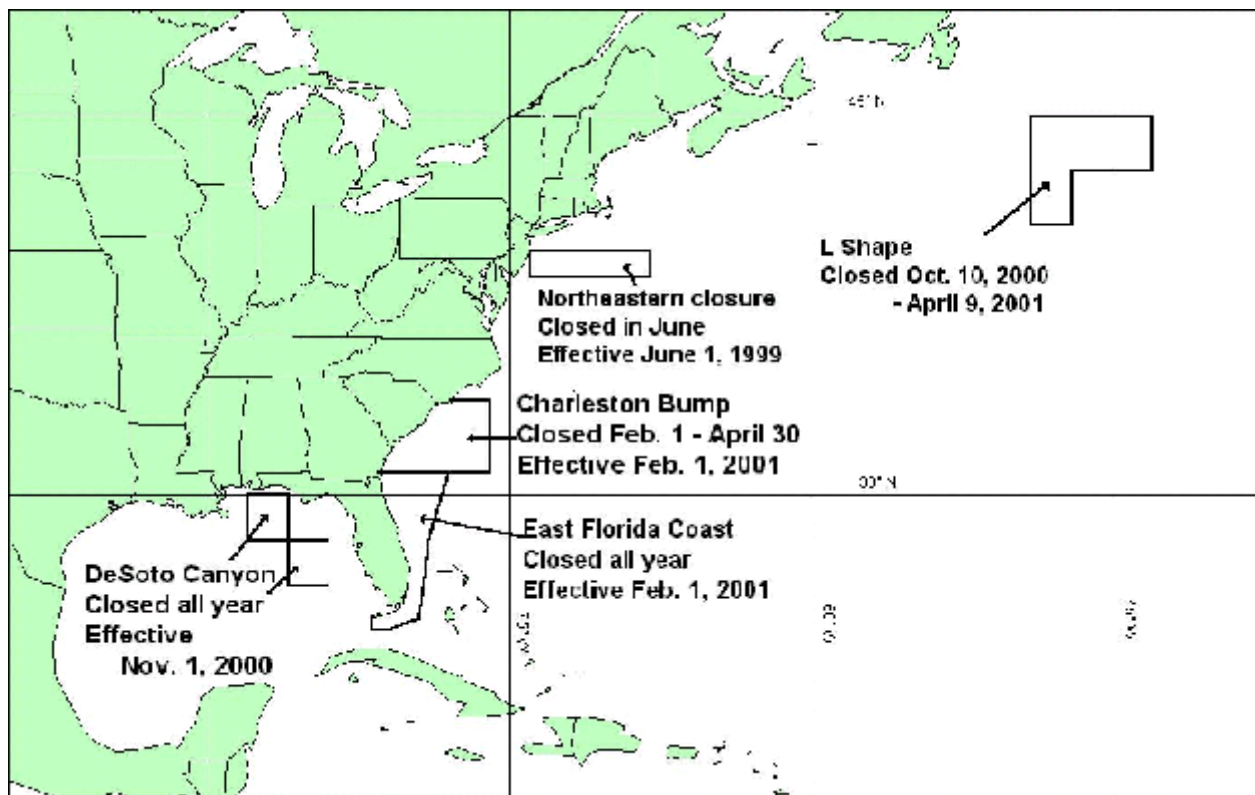 45° N
L Shape
Closed Oct. 10, 2000
- April 9, 2001
Northeastern closure
Closed in June
Effective June 1, 1999
Charleston Bump
Closed Feb. 1 - April 30
Effective Feb. 1, 2001
30° N
East Florida Coast
Closed all year
Effective Feb. 1, 2001
DeSoto Canyon
Closed all year
Effective
Nov. 1, 2000